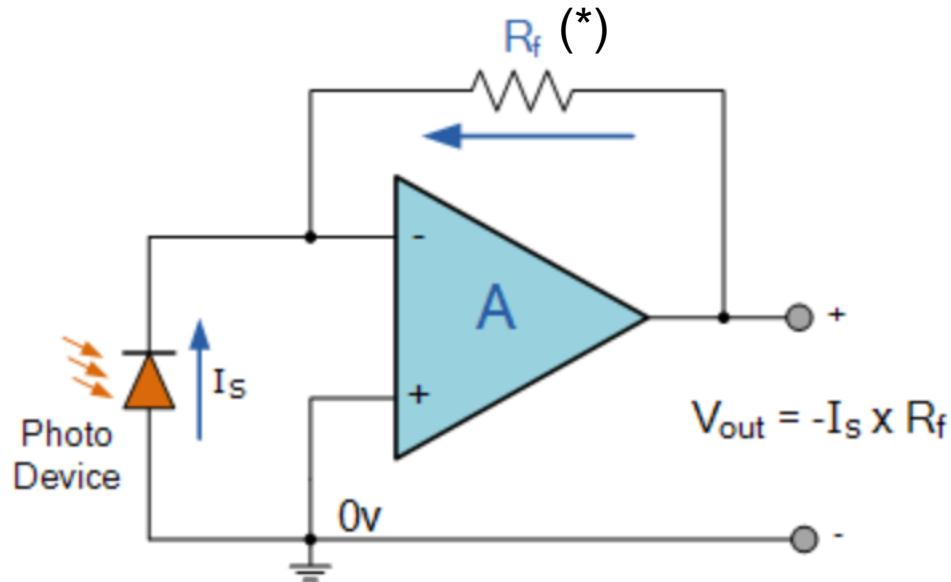 Rf (*)
-
A
+
+
Is
Photo
Device
Vout = -Is x Rf
0v
-